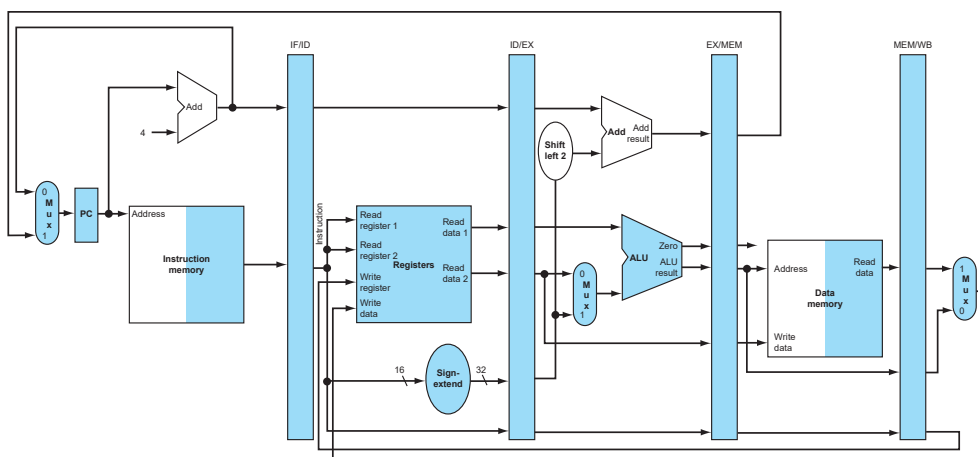 IF/ID
ID/EX
EX/MEM
MEM/WB
Add
4
Add
Add
result
Shift
left 2
0
M
u
x
1
PC
Address
Instruction
memory
Instruction
Read
register 1
Read
register 2
Write
register
Write
data
Registers
Read
data 1
Read
data 2
0
M
u
x
1
ALU
Zero
ALU
result
Address
Write
data
Data
memory
Read
data
1
M
u
x
0
16
Sign-
extend
32